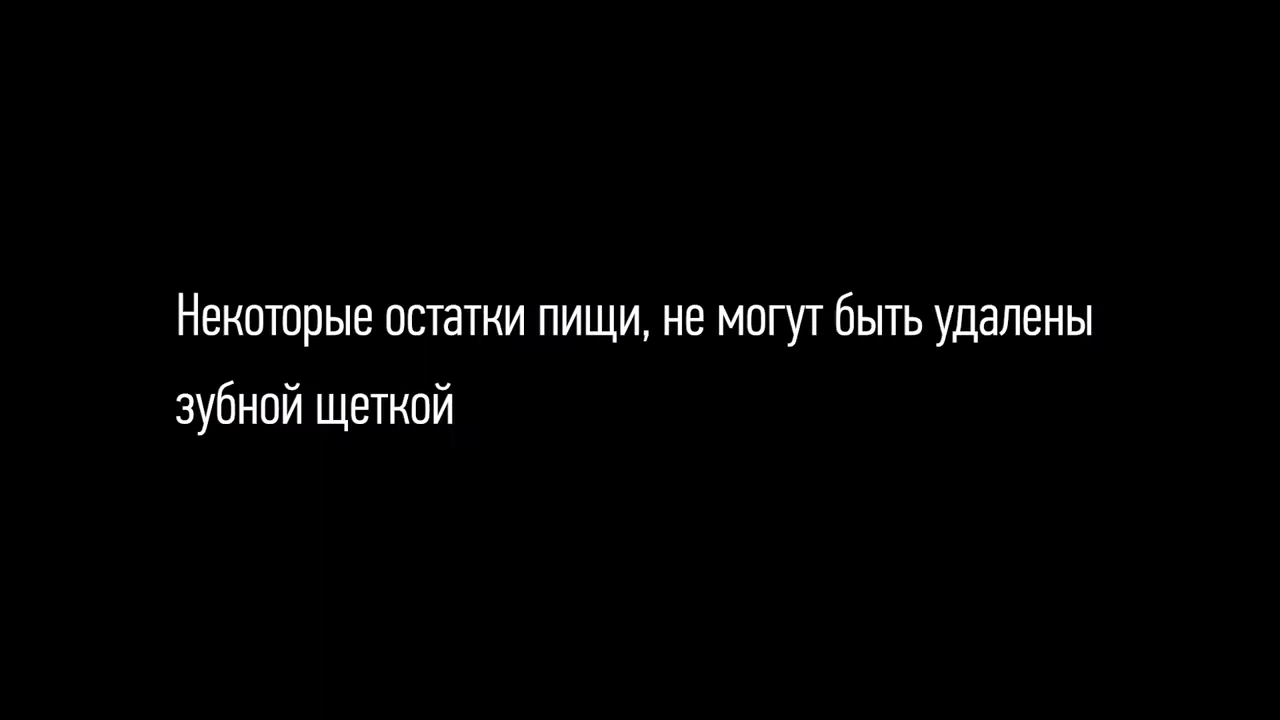 Некоторые остатки пищи, не могут быть удалены
зубной щеткой